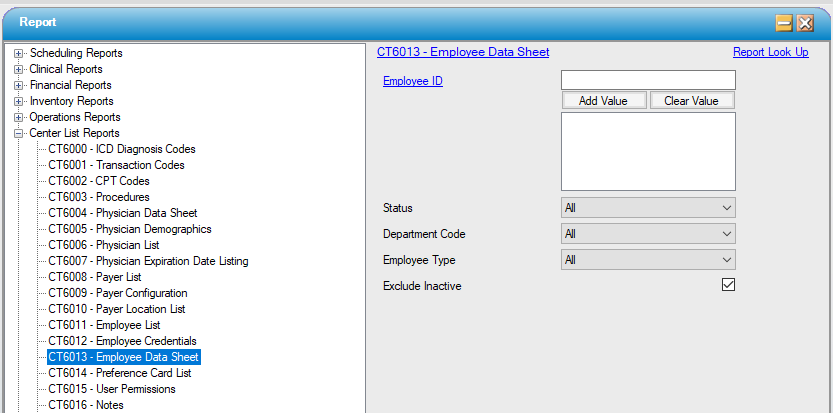 Report
Scheduling Reports
Clinical Reports
Financial Reports
Inventory Reports
Operations Reports
Center List Reports
CT6000 - ICD Diagnosis Codes
CT6001 - Transaction Codes
CT6002 - CPT Codes
CT6003 - Procedures
CT6004 - Physician Data Sheet
CT6005 - Physician Demographics
CT6006 - Physician List
CT6007 - Physician Expiration Date Listing
CT6008 - Payer List
CT6009 - Payer Configuration
CT6010 - Payer Location List
CT6011 - Employee List
CT6012 - Employee Credentials
CT6013 - Employee Data Sheet
CT6014 - Preference Card List
CT6015 - User Permissions
CT6016 - Notes
CT6013 - Employee Data Sheet
Report Look Up
Employee ID
Add Value
Clear Value
Status
All
Department Code
All
Employee Type
All
Exclude Inactive